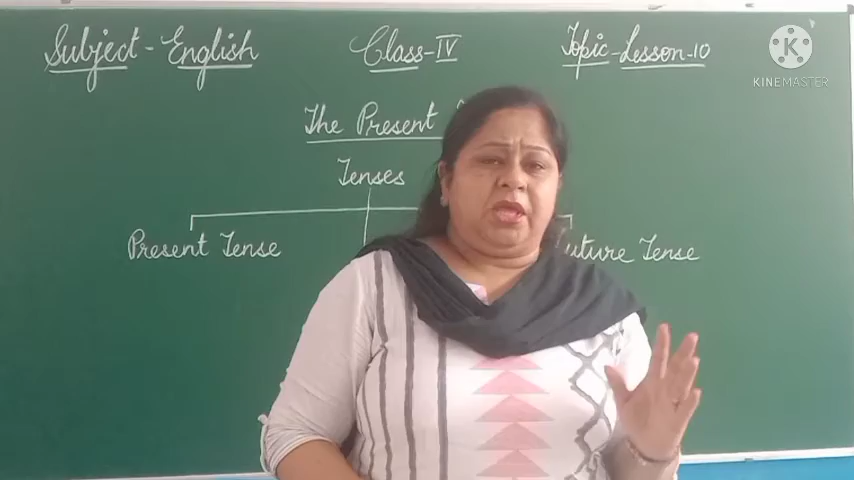 Subject - English Class - IV Topic - Lesson - 10
KINEMASTER
The Present
Tenses
Present Tense uture Tense